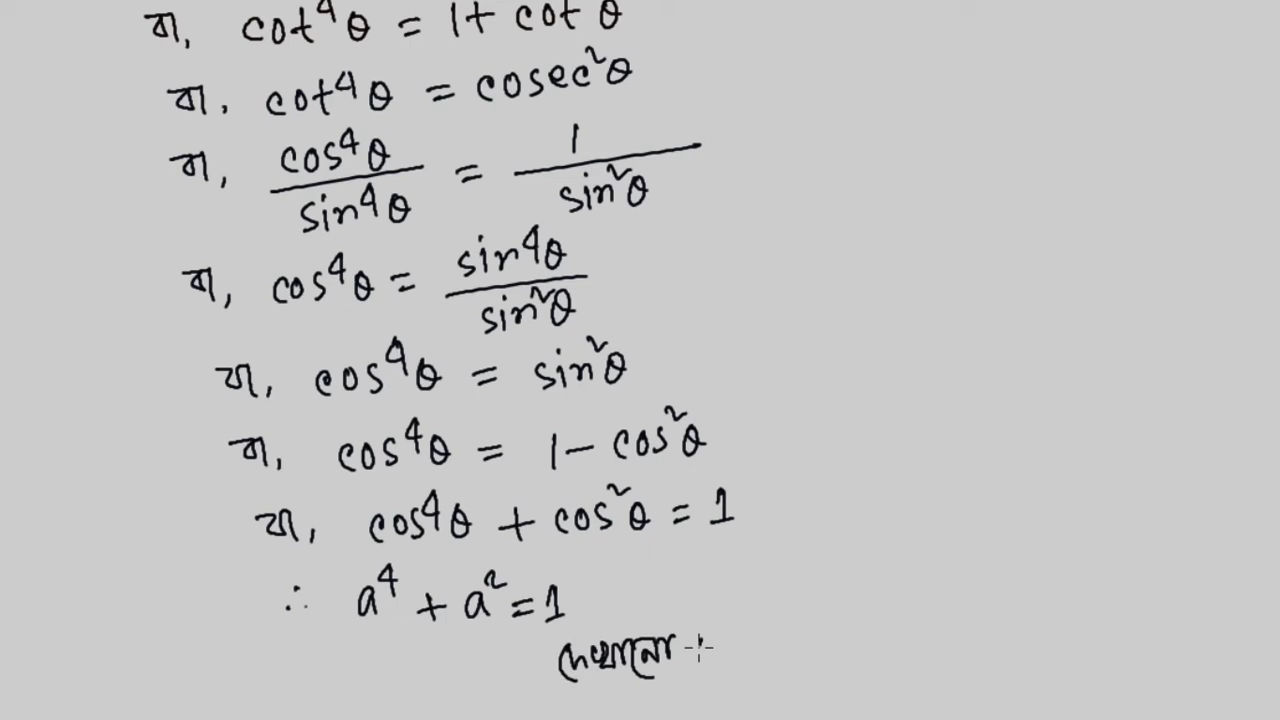 বা, cot⁴θ = 1 + cot θ
বা, cot⁴θ = cosec²θ
বা, cos⁴θ/sin⁴θ = 1/sin²θ
বা, cos⁴θ = sin⁴θ/sin²θ
বা, cos⁴θ = sin²θ
বা, cos⁴θ = 1 - cos²θ
বা, cos⁴θ + cos²θ = 1
∴ a⁴ + a² = 1
দেখানো